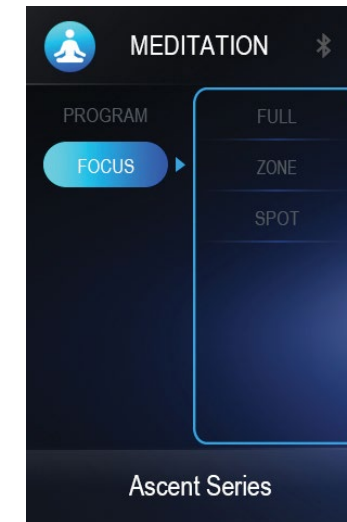 MEDITATION
PROGRAM
FOCUS
FULL
ZONE
SPOT
Ascent Series